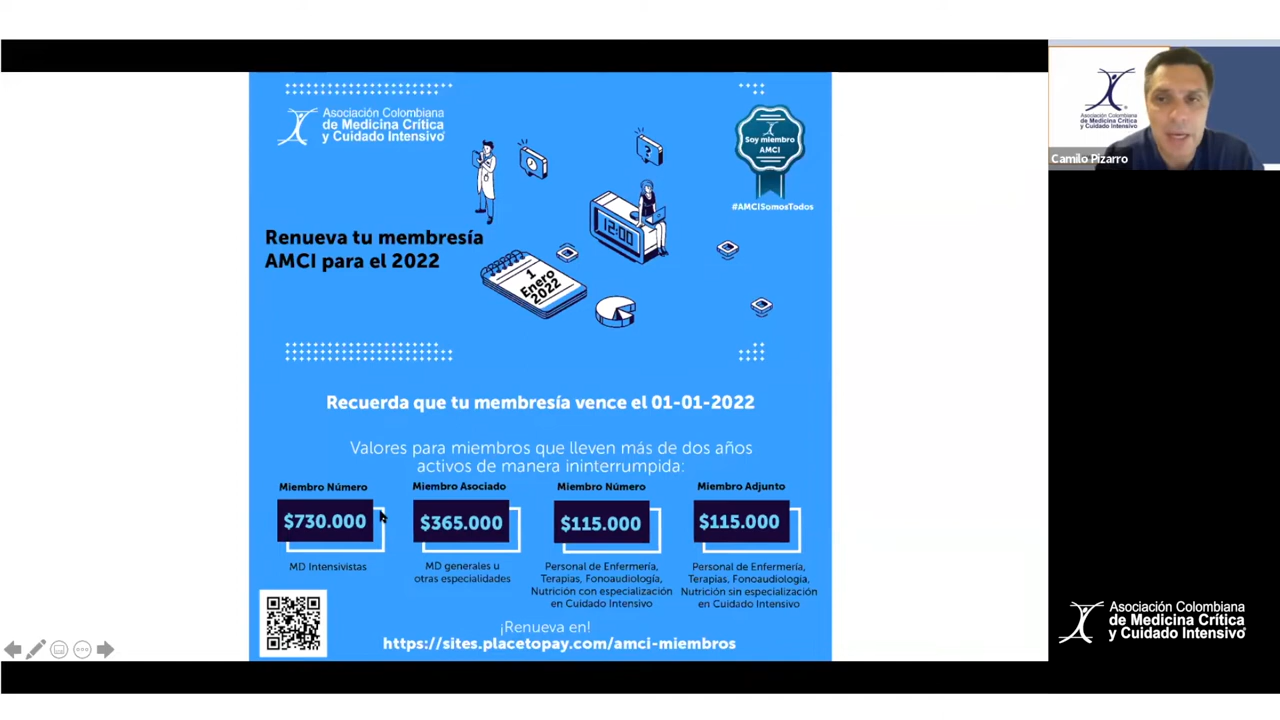 Asociación Colombiana
de Medicina Crítica
y Cuidado Intensivo
Soy miembro
AMCI
#AMCISomosTodos
?
12:00
Renueva tu membresía
AMCI para el 2022
1
Enero
2022
Recuerda que tu membresía vence el 01-01-2022
Valores para miembros que lleven más de dos años
activos de manera ininterrumpida:
Miembro Número
$730.000
MD Intensivistas
Miembro Asociado
$365.000
MD generales u
otras especialidades
Miembro Número
$115.000
Personal de Enfermería,
Terapias, Fonoaudiología,
Nutrición con especialización
en Cuidado Intensivo
Miembro Adjunto
$115.000
Personal de Enfermería,
Terapias, Fonoaudiologia,
Nutrición sin especialización
en Cuidado Intensivo
¡Renueva en!
https://sites.placetopay.com/amci-miembros
Asociación Colombiana
de Medicina Crítica
y Cuidado Intensivo
Camilo Pizarro
Asociación Colombiana
de Medicina Crítica
y Cuidado Intensivo